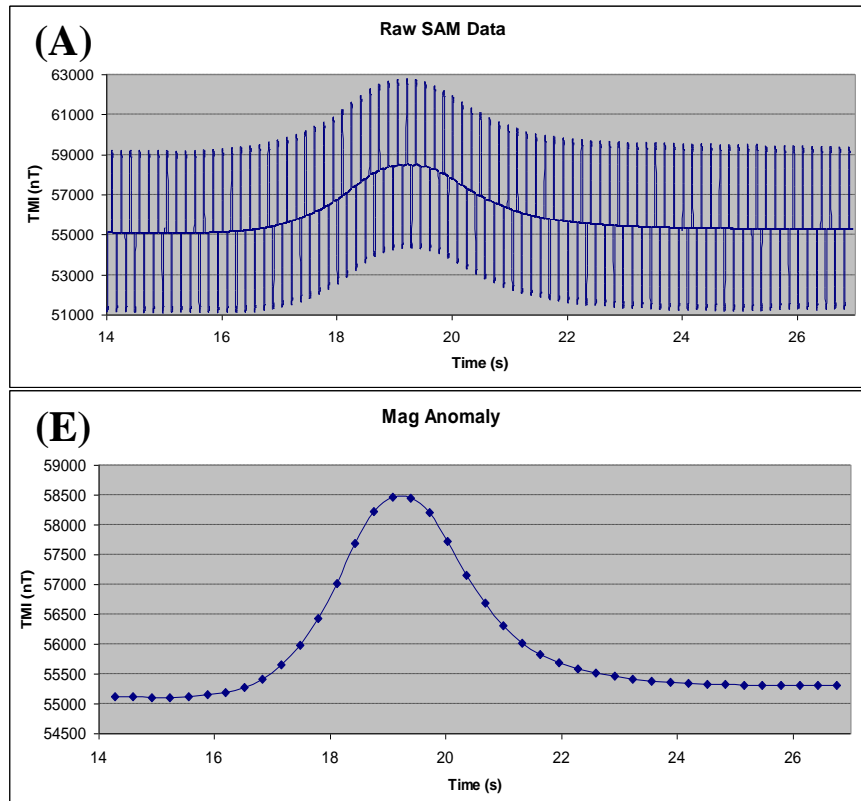 (A)
Raw SAM Data
63000
61000
59000
57000
55000
53000
51000
TMI (nT)
14 16 18 20 22 24 26
Time (s)
(E)
Mag Anomaly
59000
58500
58000
57500
57000
56500
56000
55500
55000
54500
TMI (nT)
14 16 18 20 22 24 26
Time (s)